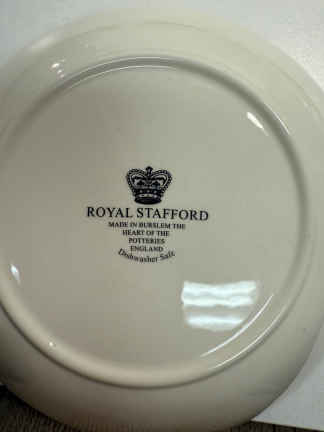 ROYAL STAFFORD
MADE IN BURSLEM THE
HEART OF THE
POTTERIES
ENGLAND
Dishwasher Safe